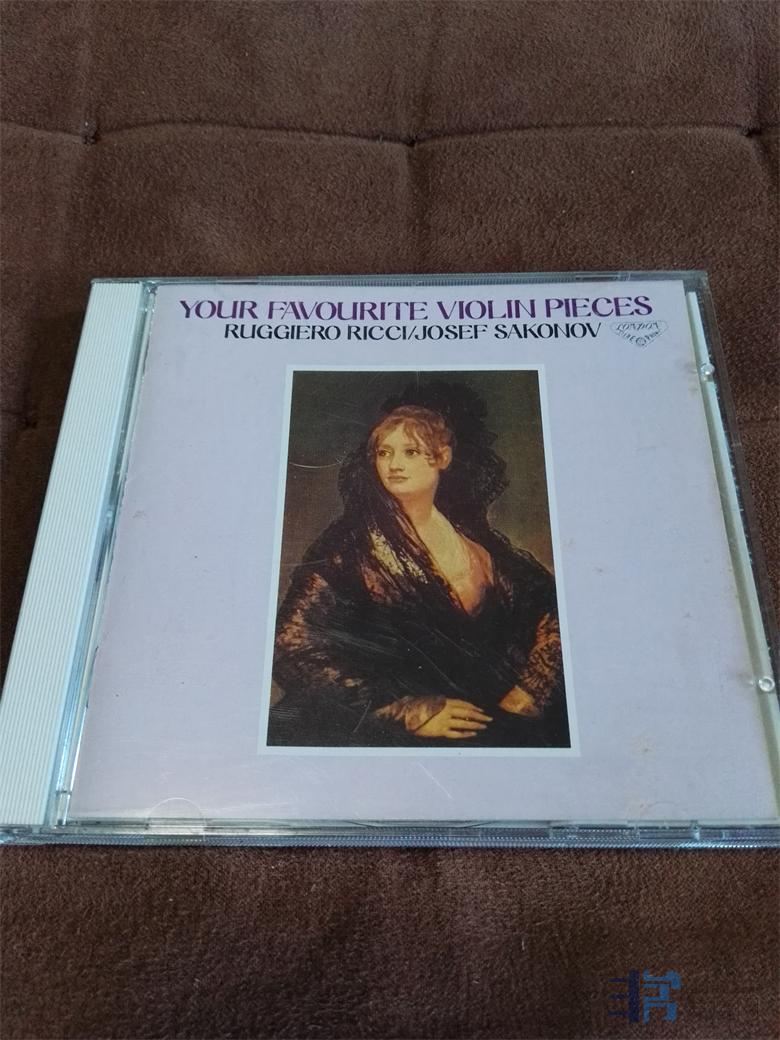 YOUR FAVOURITE VIOLIN PIECES
RUGGIERO RICCI/JOSEF SAKONOV
LONDON